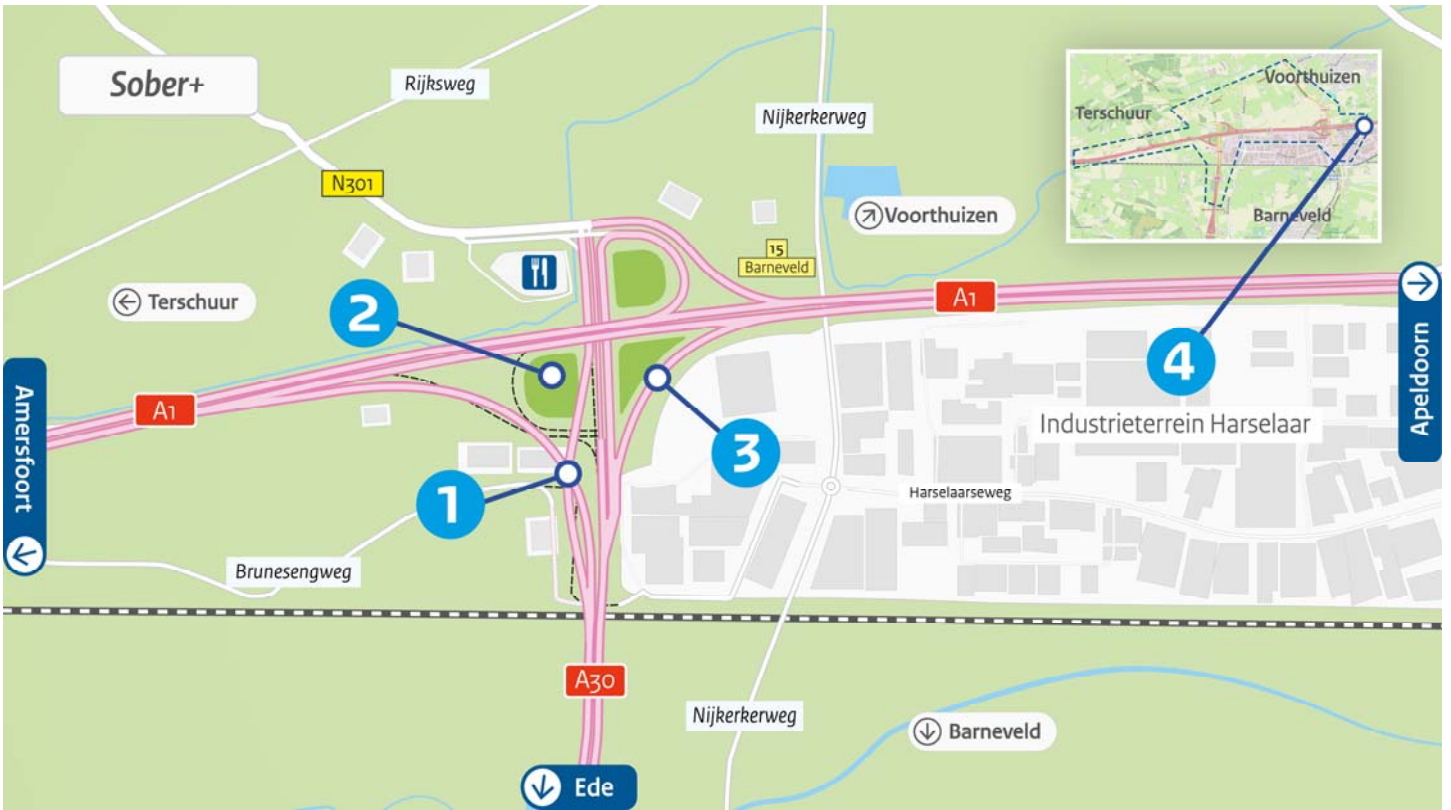 Sober+
Rijksweg
Nijkerkerweg
Voorthuizen
Terschuur
Barneveld
N301
Voorthuizen
15
Barneveld
Terschuur
2
A1
Apeldoorn
4
Amersfoort
A1
Industrieterrein Harselaar
3
1
Harselaarseweg
Brunesengweg
A30
Nijkerkerweg
Barneveld
Ede